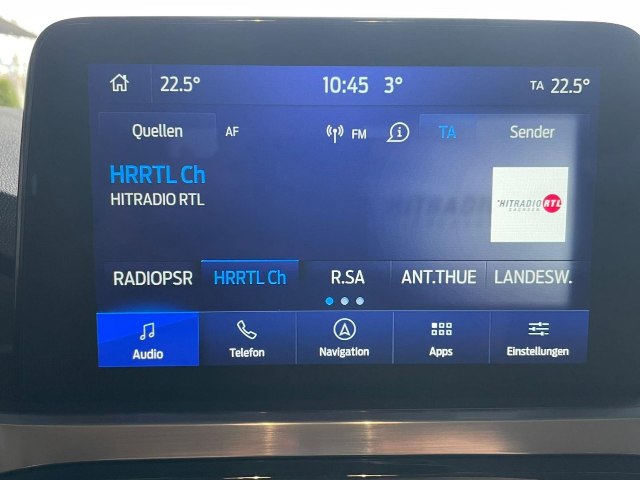 22.5° 10:45 3° TA 22.5°
Quellen AF FM TA Sender
HRRTL Ch
HITRADIO RTL
HITRADIO RTL
SACHSEN
RADIOPSR HRRTL Ch R.SA ANT.THUE LANDESW.
Audio Telefon Navigation Apps Einstellungen